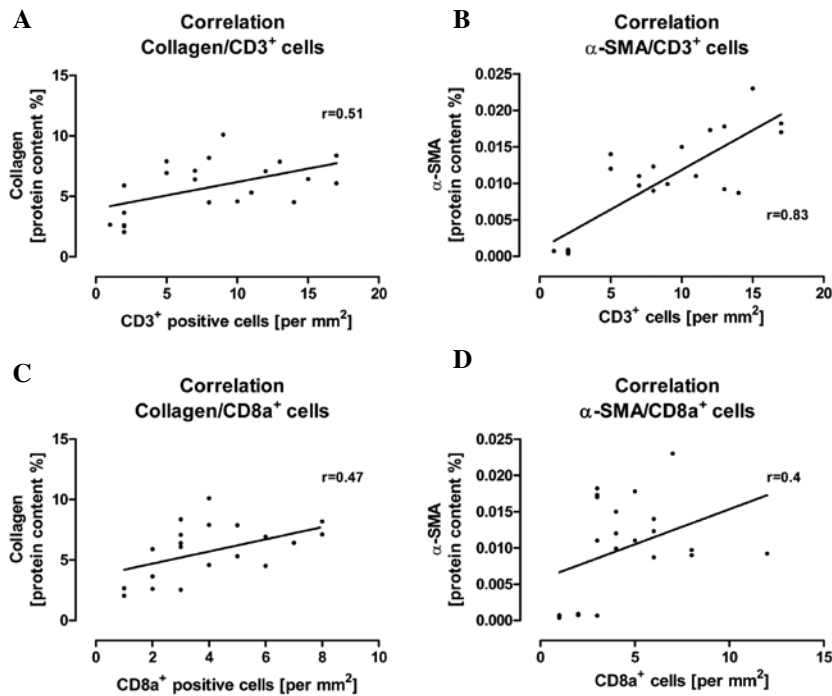 A
Correlation
Collagen/CD3⁺ cells
r=0.51
Collagen
[protein content %]
15
10
5
0
0 5 10 15 20
CD3⁺ positive cells [per mm²]
B
Correlation
α-SMA/CD3⁺ cells
r=0.83
α-SMA
[protein content %]
0.025
0.020
0.015
0.010
0.005
0.000
0 5 10 15 20
CD3⁺ cells [per mm²]
C
Correlation
Collagen/CD8a⁺ cells
r=0.47
Collagen
[protein content %]
15
10
5
0
0 2 4 6 8 10
CD8a⁺ positive cells [per mm²]
D
Correlation
α-SMA/CD8a⁺ cells
r=0.4
α-SMA
[protein content %]
0.025
0.020
0.015
0.010
0.005
0.000
0 5 10 15
CD8a⁺ cells [per mm²]